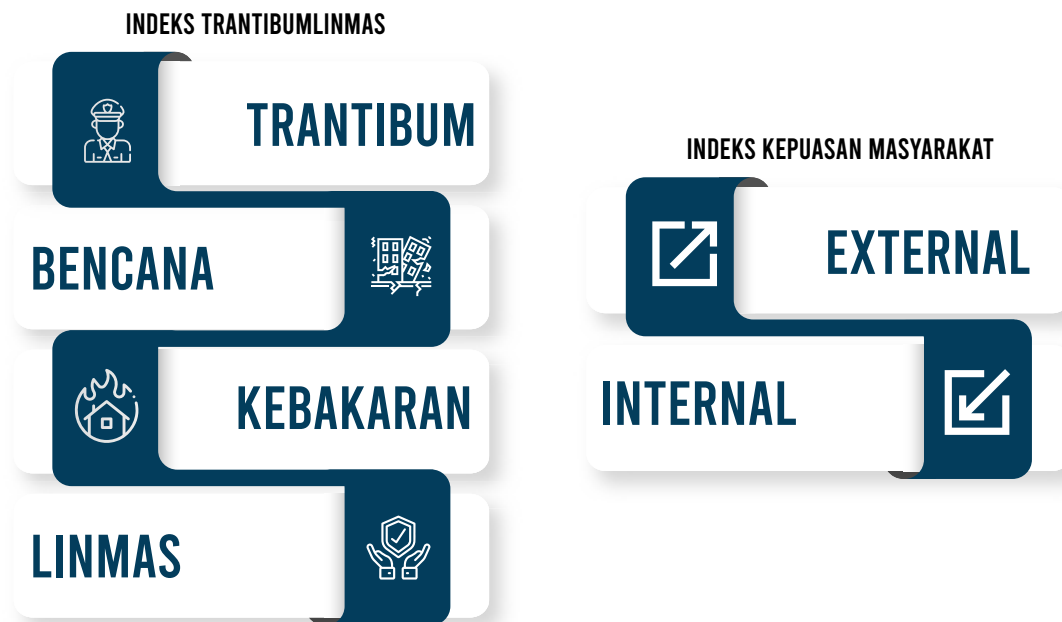 INDEKS TRANTIBUMLINMAS
TRANTIBUM
BENCANA
KEBAKARAN
LINMAS
INDEKS KEPUASAN MASYARAKAT
EXTERNAL
INTERNAL